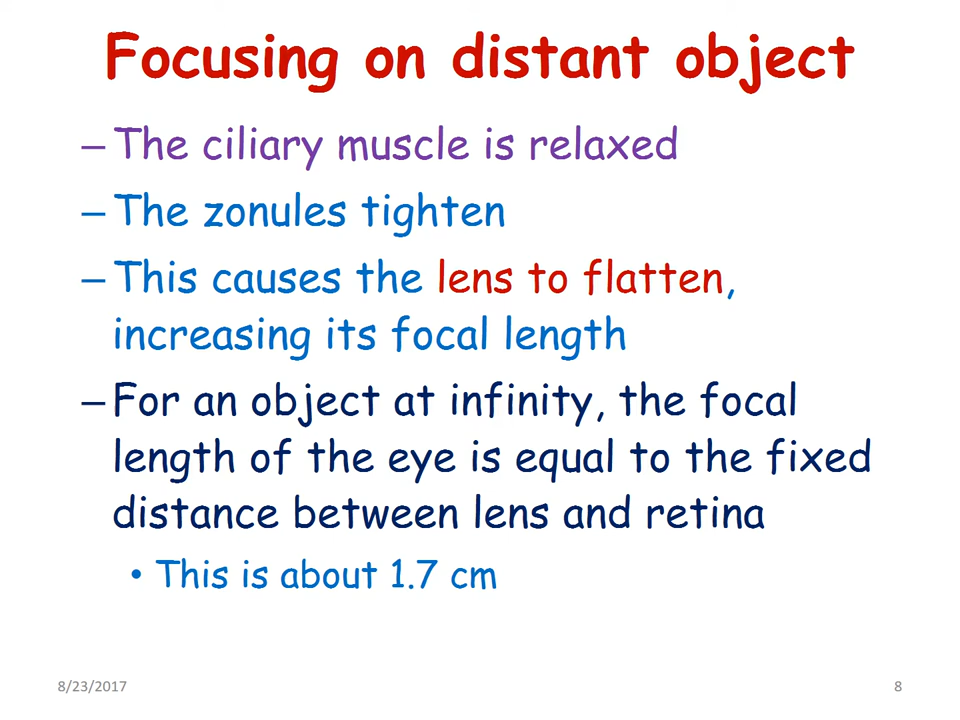 Focusing on distant object
– The ciliary muscle is relaxed
– The zonules tighten
– This causes the lens to flatten,
increasing its focal length
– For an object at infinity, the focal
length of the eye is equal to the fixed
distance between lens and retina
• This is about 1.7 cm
8/23/2017
8